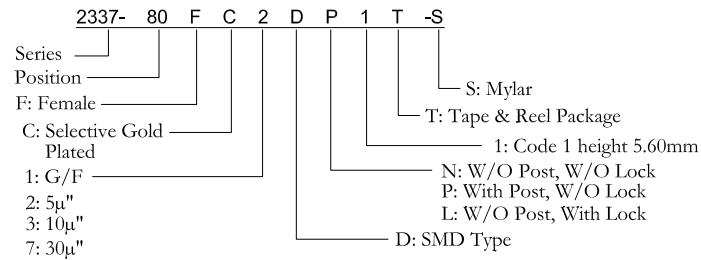 2337- 80 F C 2 D P 1 T -S
Series
Position
F: Female
C: Selective Gold
Plated
1: G/F
2: 5μ"
3: 10μ"
7: 30μ"
S: Mylar
T: Tape & Reel Package
1: Code 1 height 5.60mm
N: W/O Post, W/O Lock
P: With Post, W/O Lock
L: W/O Post, With Lock
D: SMD Type